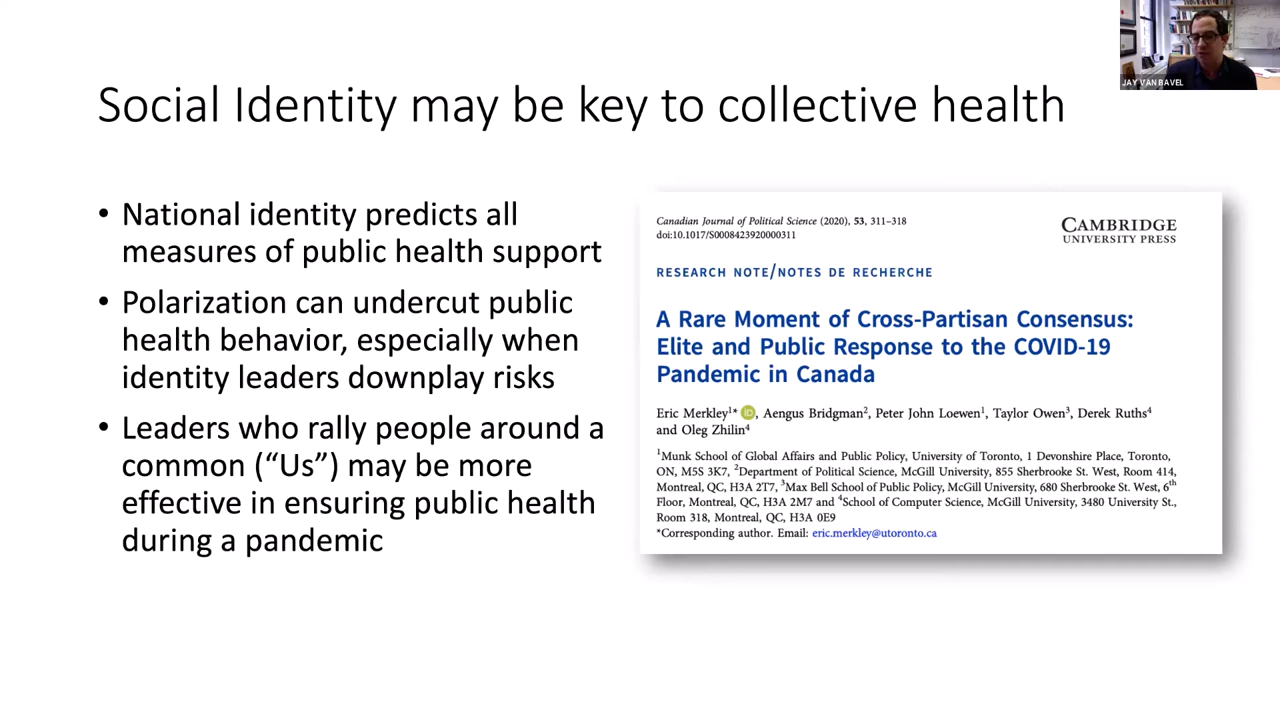 JAY VAN BAVEL
Social Identity may be key to collective health
• National identity predicts all
measures of public health support
• Polarization can undercut public
health behavior, especially when
identity leaders downplay risks
• Leaders who rally people around a
common (“Us”) may be more
effective in ensuring public health
during a pandemic
Canadian Journal of Political Science (2020), 53, 311–318
doi:10.1017/S0008423920000311
CAMBRIDGE
UNIVERSITY PRESS
RESEARCH NOTE/NOTES DE RECHERCHE
A Rare Moment of Cross-Partisan Consensus:
Elite and Public Response to the COVID-19
Pandemic in Canada
Eric Merkley1* iD, Aengus Bridgman2, Peter John Loewen1, Taylor Owen3, Derek Ruths4
and Oleg Zhilin4
1Munk School of Global Affairs and Public Policy, University of Toronto, 1 Devonshire Place, Toronto,
ON, M5S 3K7, 2Department of Political Science, McGill University, 855 Sherbrooke St. West, Room 414,
Montreal, QC, H3A 2T7, 3Max Bell School of Public Policy, McGill University, 680 Sherbrooke St. West, 6th
Floor, Montreal, QC, H3A 2M7 and 4School of Computer Science, McGill University, 3480 University St.,
Room 318, Montreal, QC, H3A 0E9
*Corresponding author. Email: eric.merkley@utoronto.ca